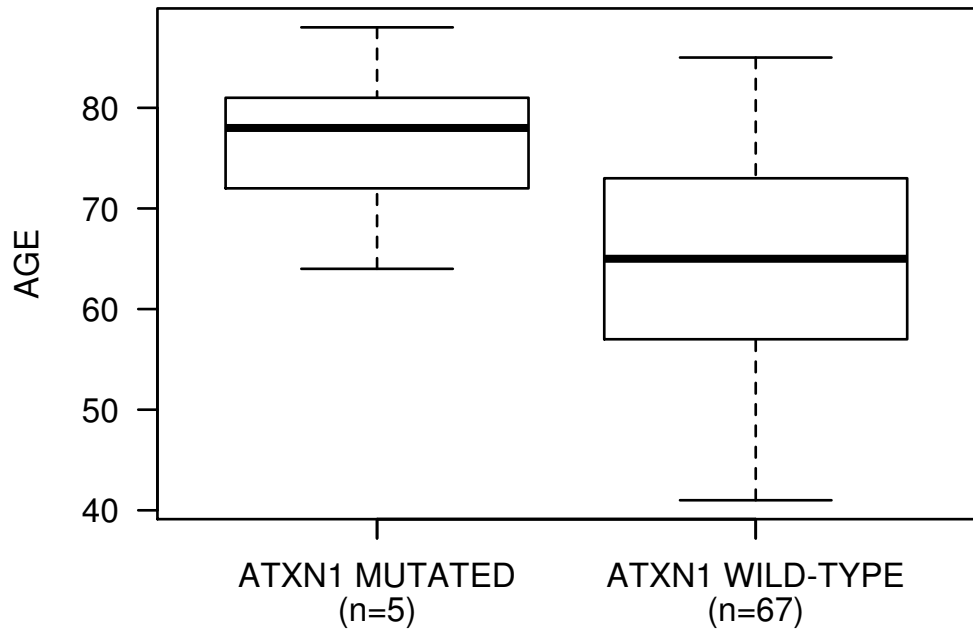 AGE
80
70
60
50
40
ATXN1 MUTATED
(n=5)
ATXN1 WILD-TYPE
(n=67)